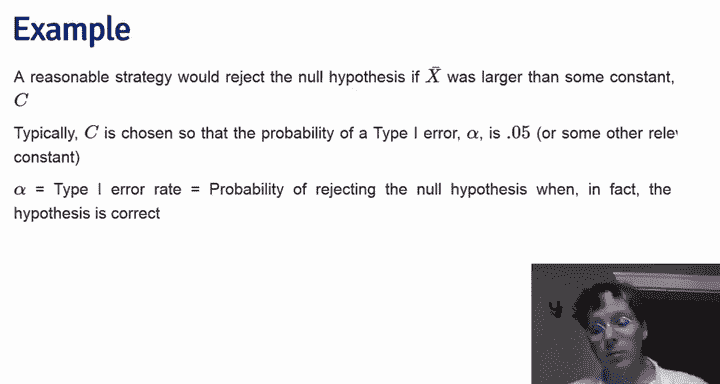 Example
A reasonable strategy would reject the null hypothesis if X̄ was larger than some constant,
C
Typically, C is chosen so that the probability of a Type I error, α, is .05 (or some other
constant)
α = Type I error rate = Probability of rejecting the null hypothesis when, in fact, the
hypothesis is correct